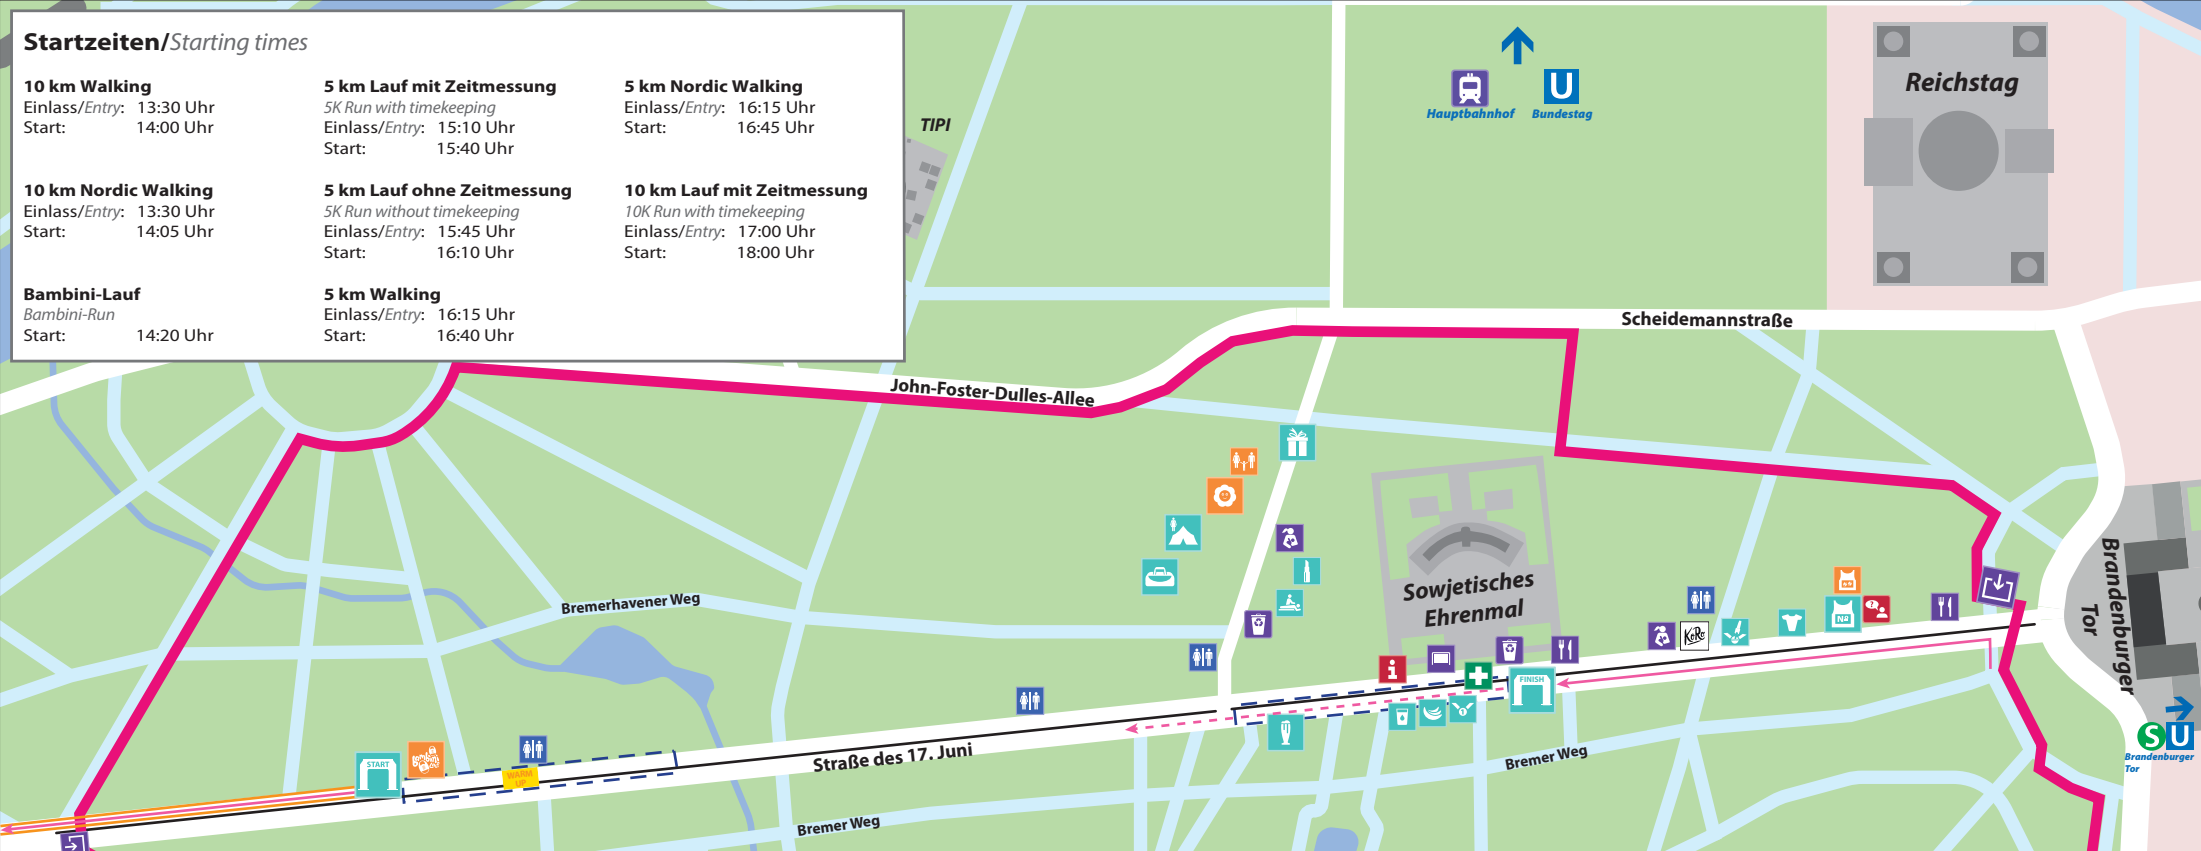 Startzeiten/Starting times
10 km Walking
Einlass/Entry: 13:30 Uhr
Start: 14:00 Uhr
10 km Nordic Walking
Einlass/Entry: 13:30 Uhr
Start: 14:05 Uhr
Bambini-Lauf
Bambini-Run
Start: 14:20 Uhr
5 km Lauf mit Zeitmessung
5K Run with timekeeping
Einlass/Entry: 15:10 Uhr
Start: 15:40 Uhr
5 km Lauf ohne Zeitmessung
5K Run without timekeeping
Einlass/Entry: 15:45 Uhr
Start: 16:10 Uhr
5 km Walking
Einlass/Entry: 16:15 Uhr
Start: 16:40 Uhr
5 km Nordic Walking
Einlass/Entry: 16:15 Uhr
Start: 16:45 Uhr
10 km Lauf mit Zeitmessung
10K Run with timekeeping
Einlass/Entry: 17:00 Uhr
Start: 18:00 Uhr
TIPI
U
Hauptbahnhof
Bundestag
Reichstag
Scheidemannstraße
John-Foster-Dulles-Allee
Sowjetisches
Ehrenmal
Bremerhavener Weg
KoRo
Brandenburger
Tor
FINISH
START
WARM
UP
Straße des 17. Juni
Bremer Weg
Bremer Weg
S U
Brandenburger
Tor